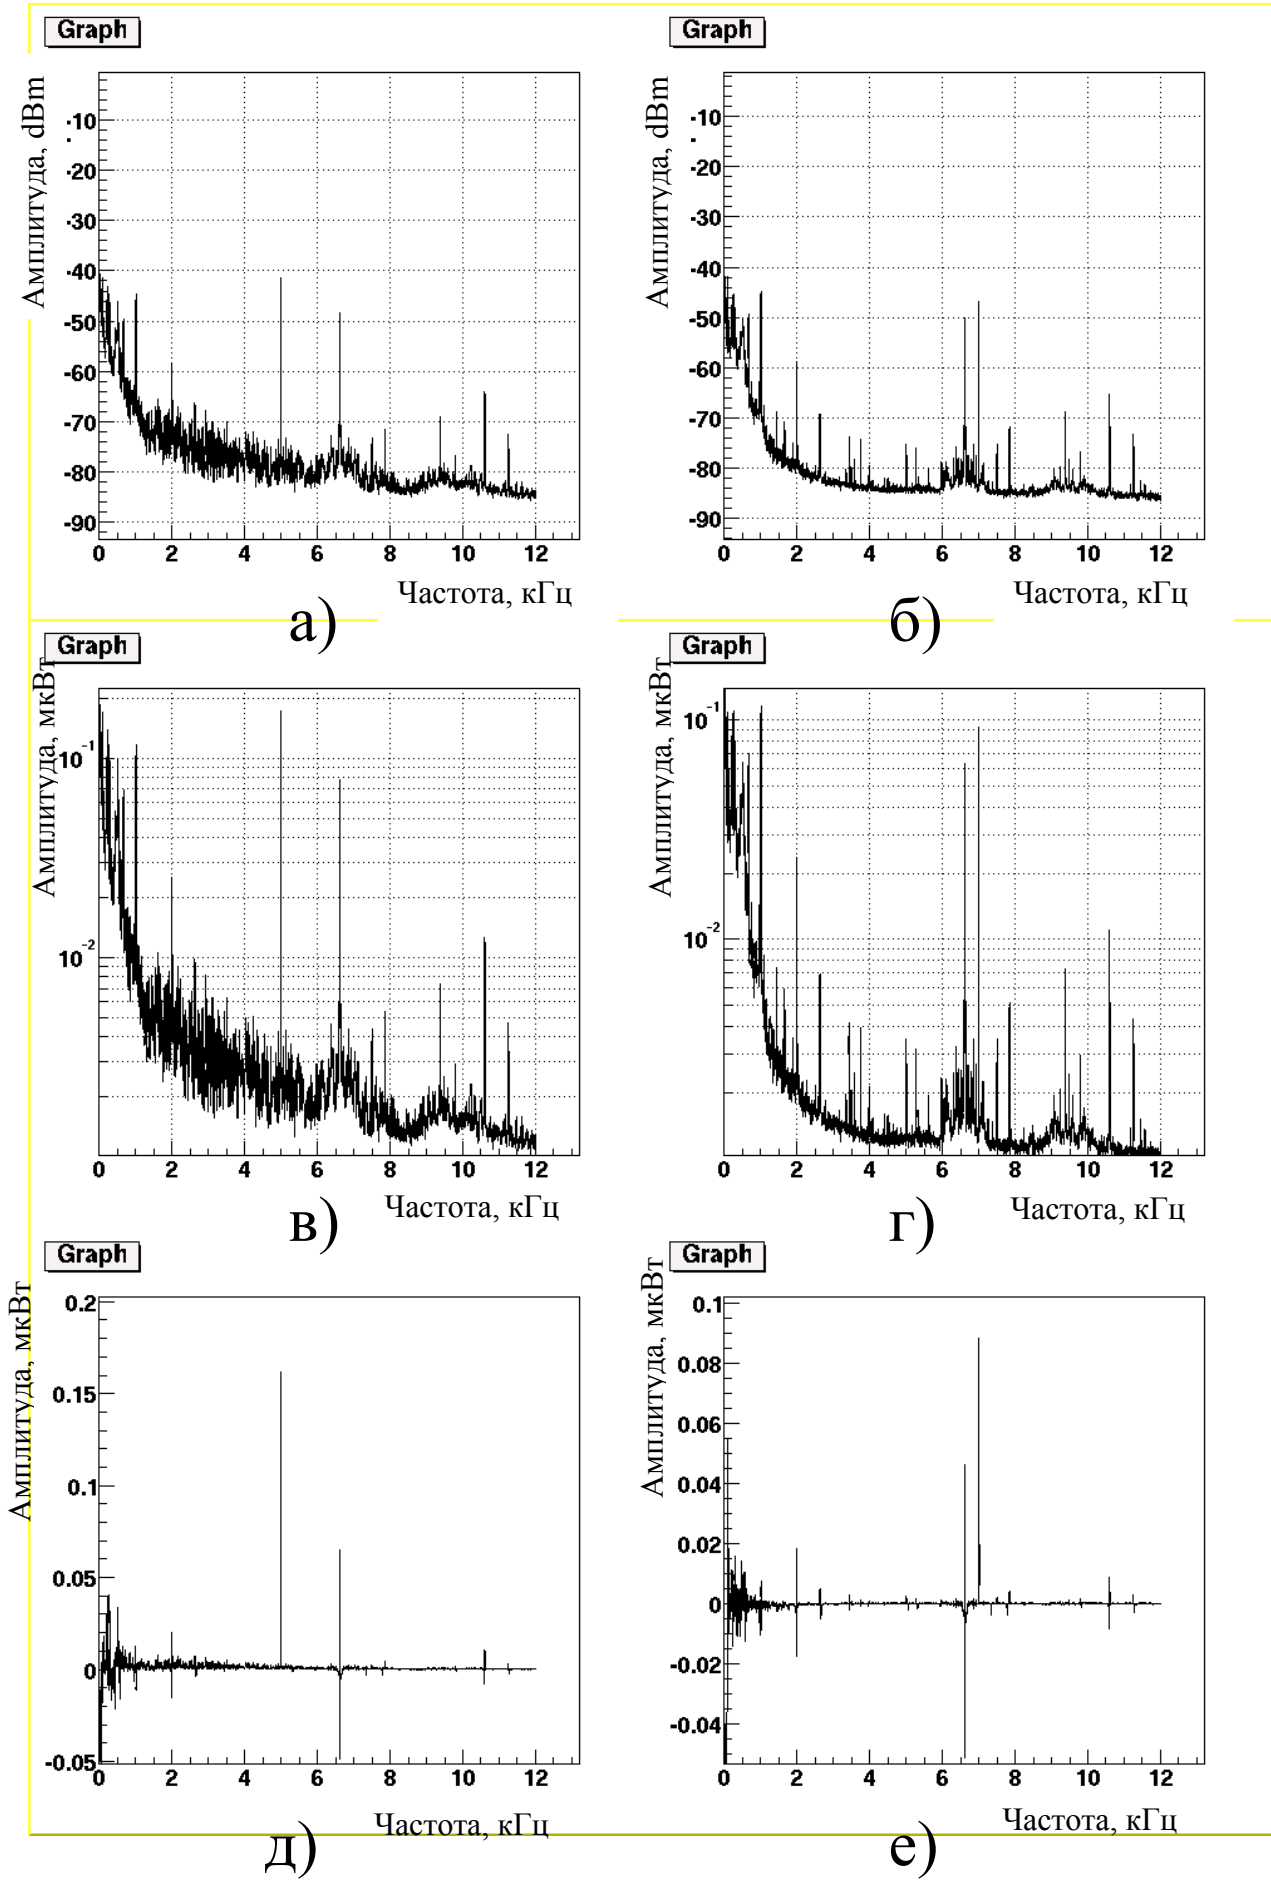 Graph
Амплитуда, dBm
-10
-20
-30
-40
-50
-60
-70
-80
-90
0 2 4 6 8 10 12
Частота, кГц
а)
Graph
Амплитуда, dBm
-10
-20
-30
-40
-50
-60
-70
-80
-90
0 2 4 6 8 10 12
Частота, кГц
б)
Graph
Амплитуда, мкВт
10⁻¹
10⁻²
0 2 4 6 8 10 12
Частота, кГц
в)
Graph
Амплитуда, мкВт
10⁻¹
10⁻²
0 2 4 6 8 10 12
Частота, кГц
г)
Graph
Амплитуда, мкВт
0.2
0.15
0.1
0.05
0
-0.05
0 2 4 6 8 10 12
Частота, кГц
д)
Graph
Амплитуда, мкВт
0.1
0.08
0.06
0.04
0.02
0
-0.02
-0.04
0 2 4 6 8 10 12
Частота, кГц
е)